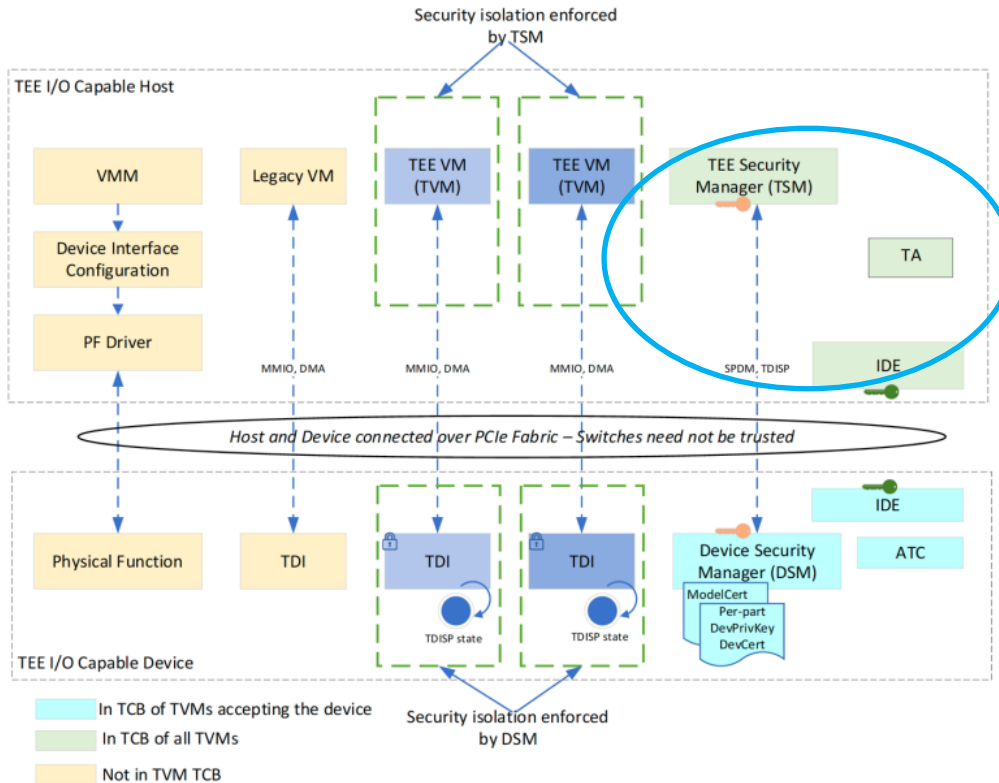 Security isolation enforced
by TSM
TEE I/O Capable Host
VMM
Legacy VM
TEE VM
(TVM)
TEE VM
(TVM)
TEE Security
Manager (TSM)
Device Interface
Configuration
TA
PF Driver
MMIO, DMA
MMIO, DMA
MMIO, DMA
SPDM, TDISP
IDE
Host and Device connected over PCIe Fabric – Switches need not be trusted
IDE
Physical Function
TDI
TDI
TDI
Device Security
Manager (DSM)
ATC
ModelCert
Per-part
DevPrivKey
DevCert
TDISP state
TDISP state
TEE I/O Capable Device
Security isolation enforced
by DSM
In TCB of TVMs accepting the device
In TCB of all TVMs
Not in TVM TCB